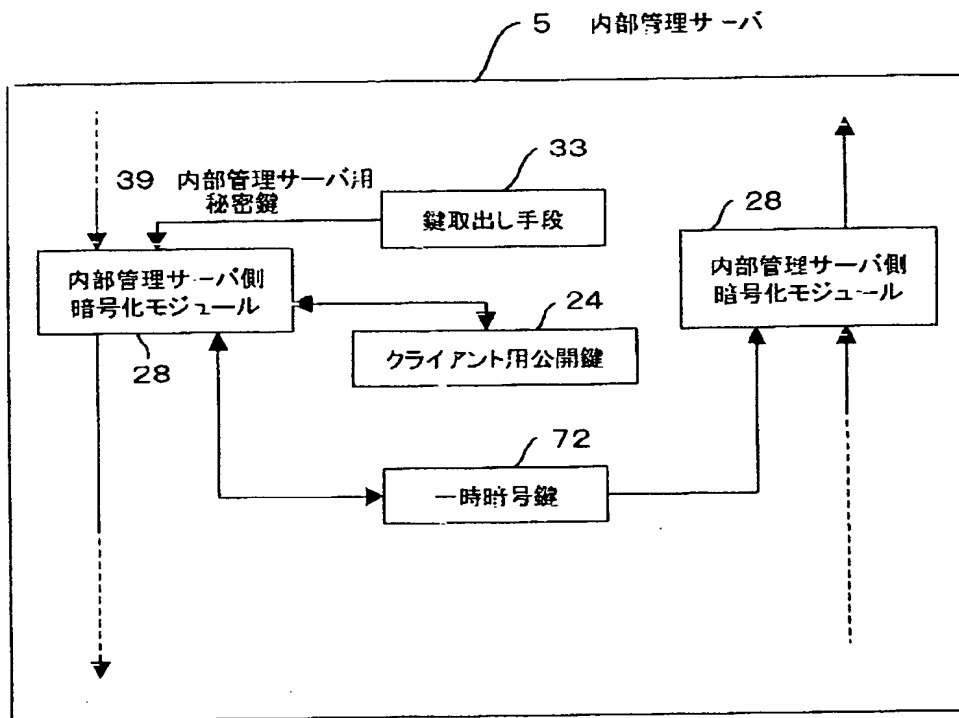 5 内部管理サーバ
39 内部管理サーバ用
秘密鍵
33
鍵取出し手段
28
内部管理サーバ側
暗号化モジュール
28
内部管理サーバ側
暗号化モジュール
24
クライアント用公開鍵
72
一時暗号鍵